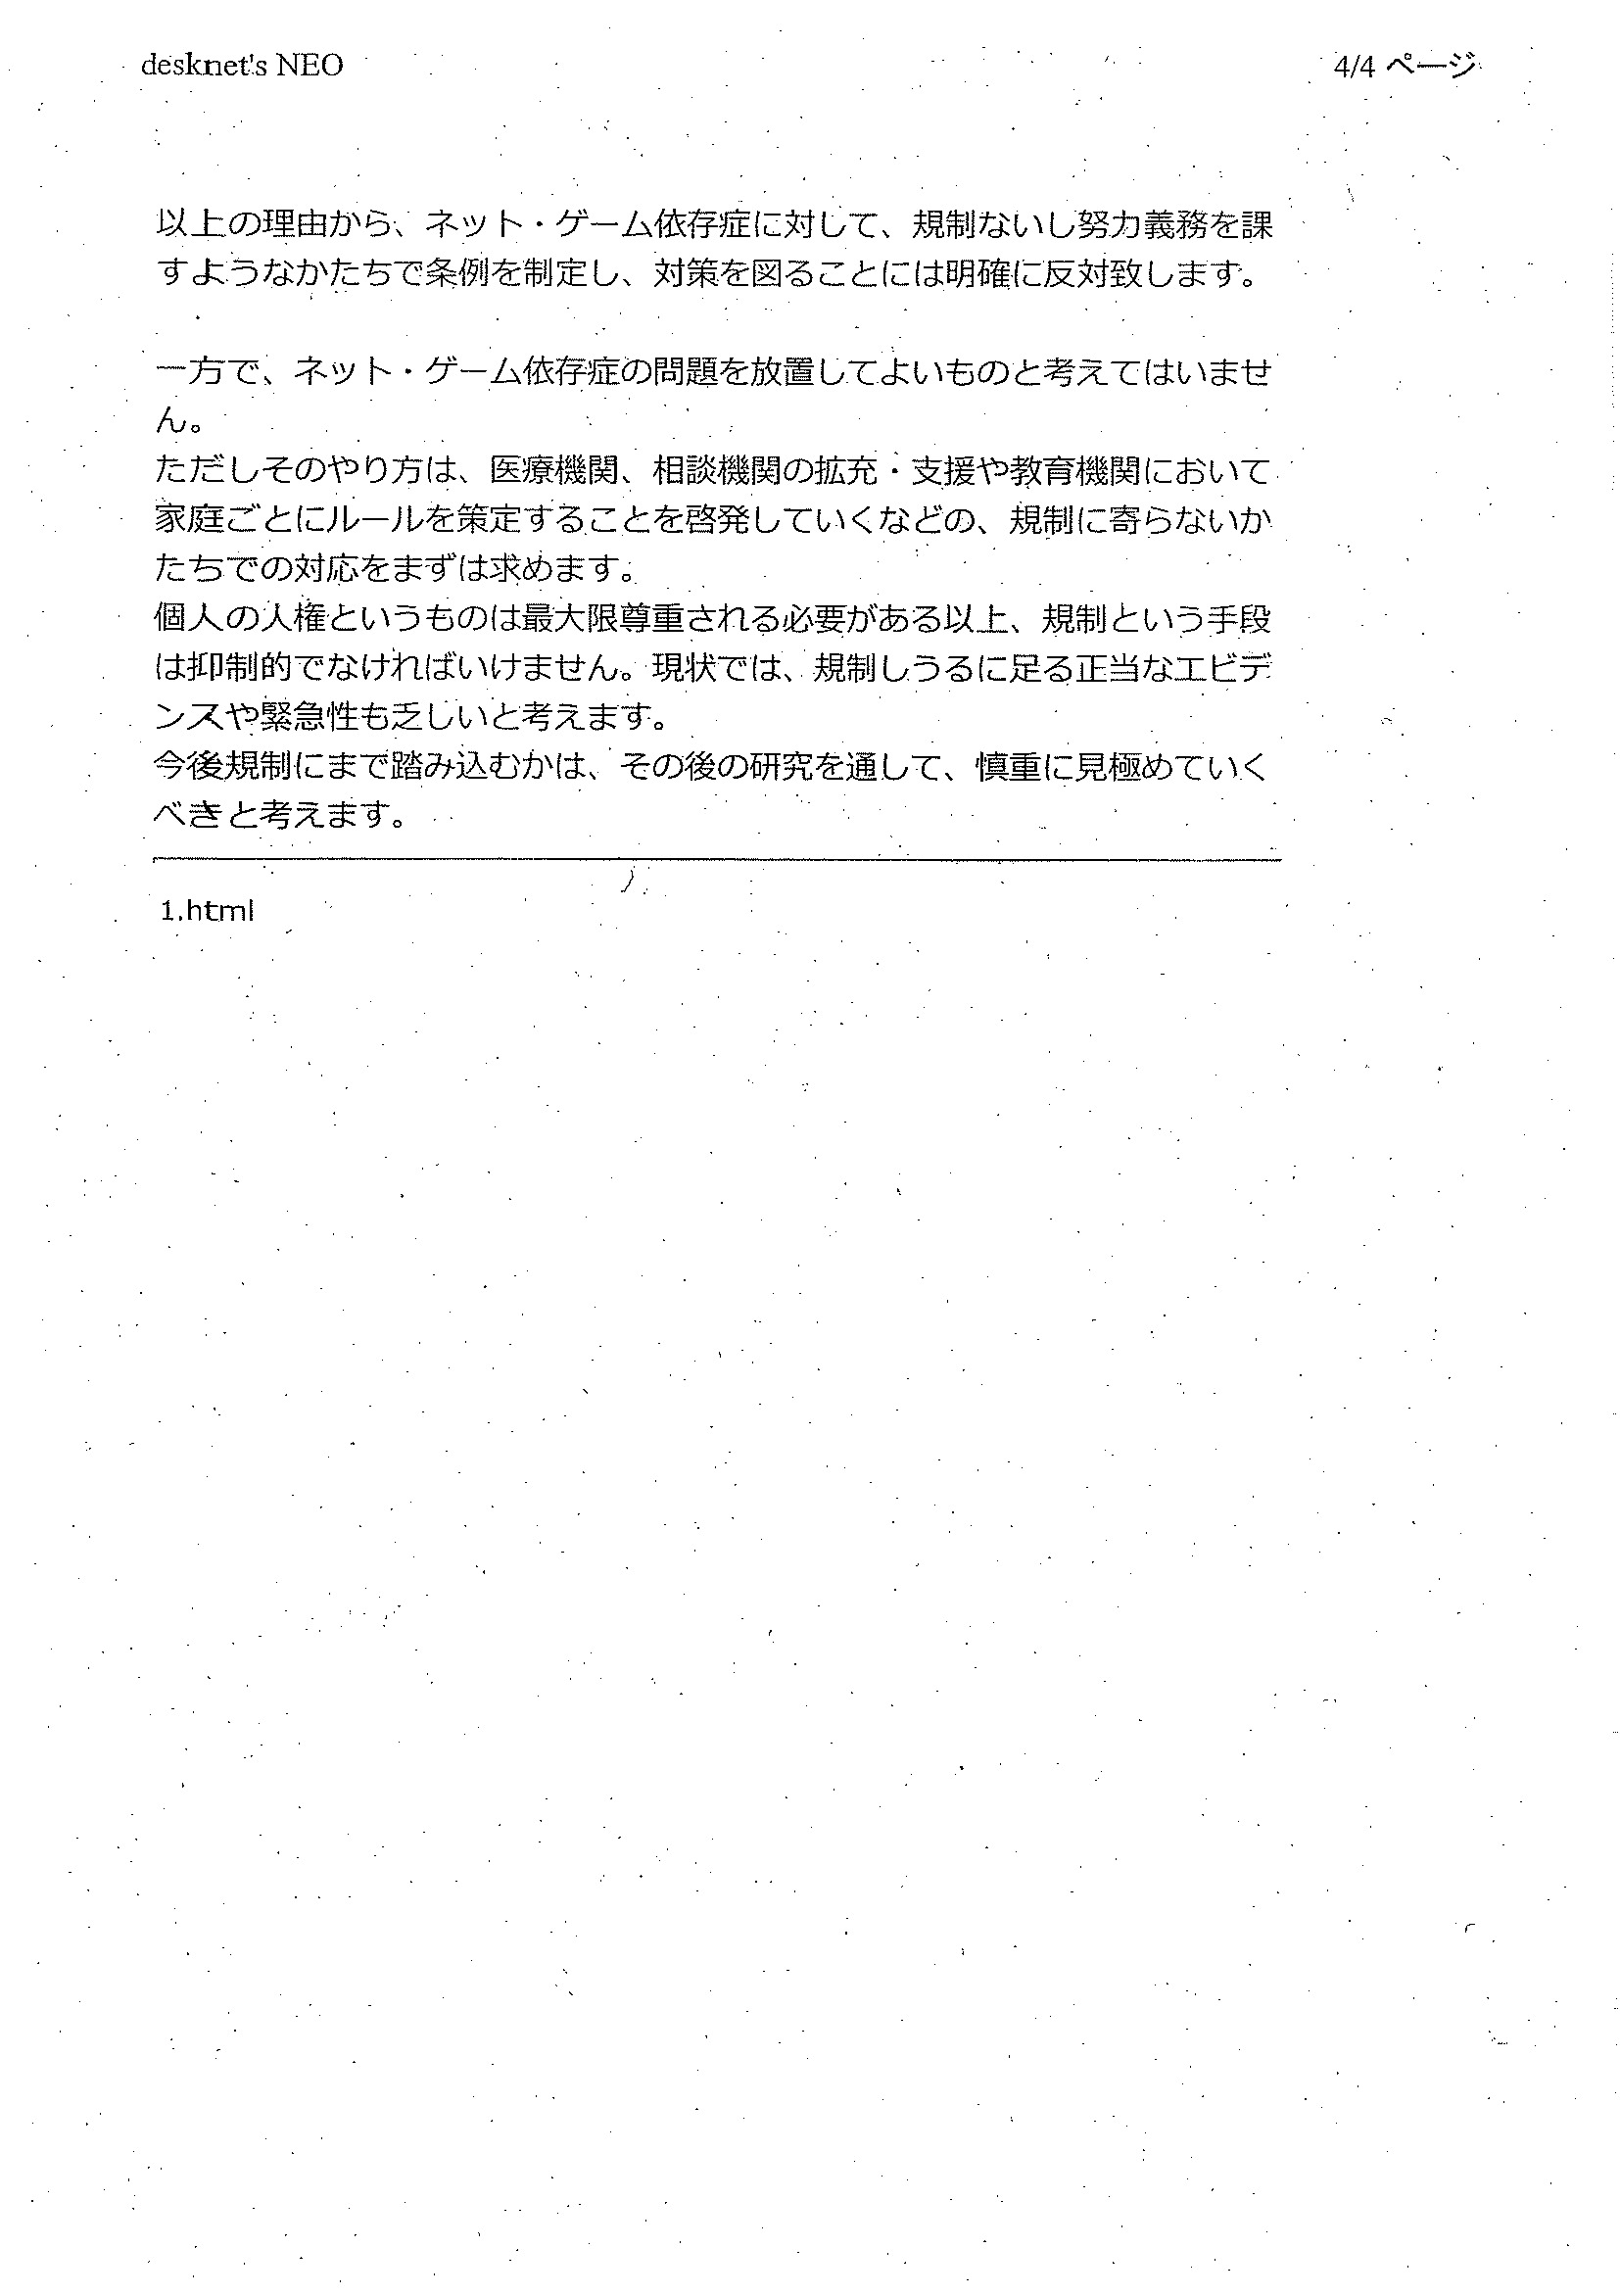 desknet's NEO
4/4 ページ
以上の理由から、ネット・ゲーム依存症に対して、規制ないし努力義務を課
すようなかたちで条例を制定し、対策を図ることには明確に反対致します。
一方で、ネット・ゲーム依存症の問題を放置してよいものと考えてはいませ
ん。
ただしそのやり方は、医療機関、相談機関の拡充・支援や教育機関において
家庭ごとにルールを策定することを啓発していくなどの、規制に寄らないか
たちでの対応をまずは求めます。
個人の人権というものは最大限尊重される必要がある以上、規制という手段
は抑制的でなければいけません。現状では、規制しうるに足る正当なエビデ
ンスや緊急性も乏しいと考えます。
今後規制にまで踏み込むかは、その後の研究を通して、慎重に見極めていく
べきと考えます。
1.html